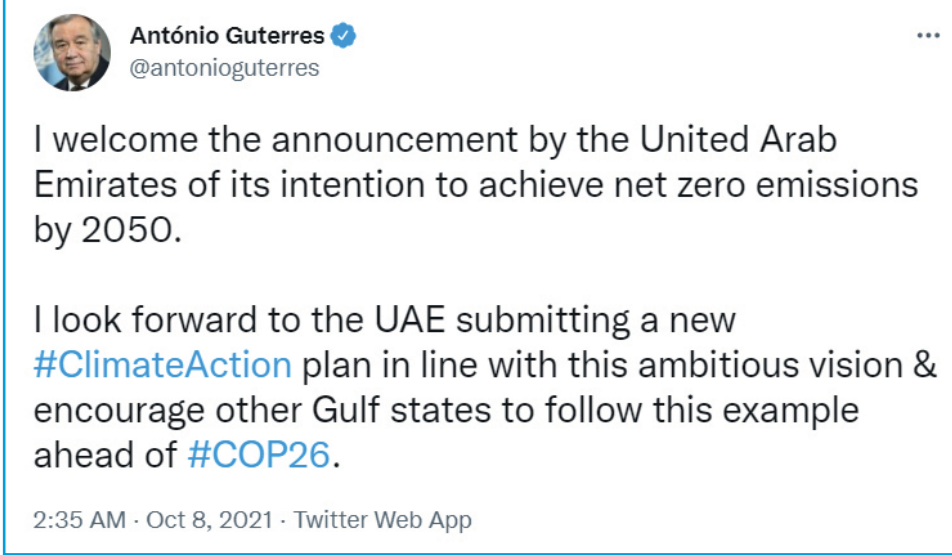 António Guterres
@antonioguterres
I welcome the announcement by the United Arab
Emirates of its intention to achieve net zero emissions
by 2050.
I look forward to the UAE submitting a new
#ClimateAction plan in line with this ambitious vision &
encourage other Gulf states to follow this example
ahead of #COP26.
2:35 AM · Oct 8, 2021 · Twitter Web App